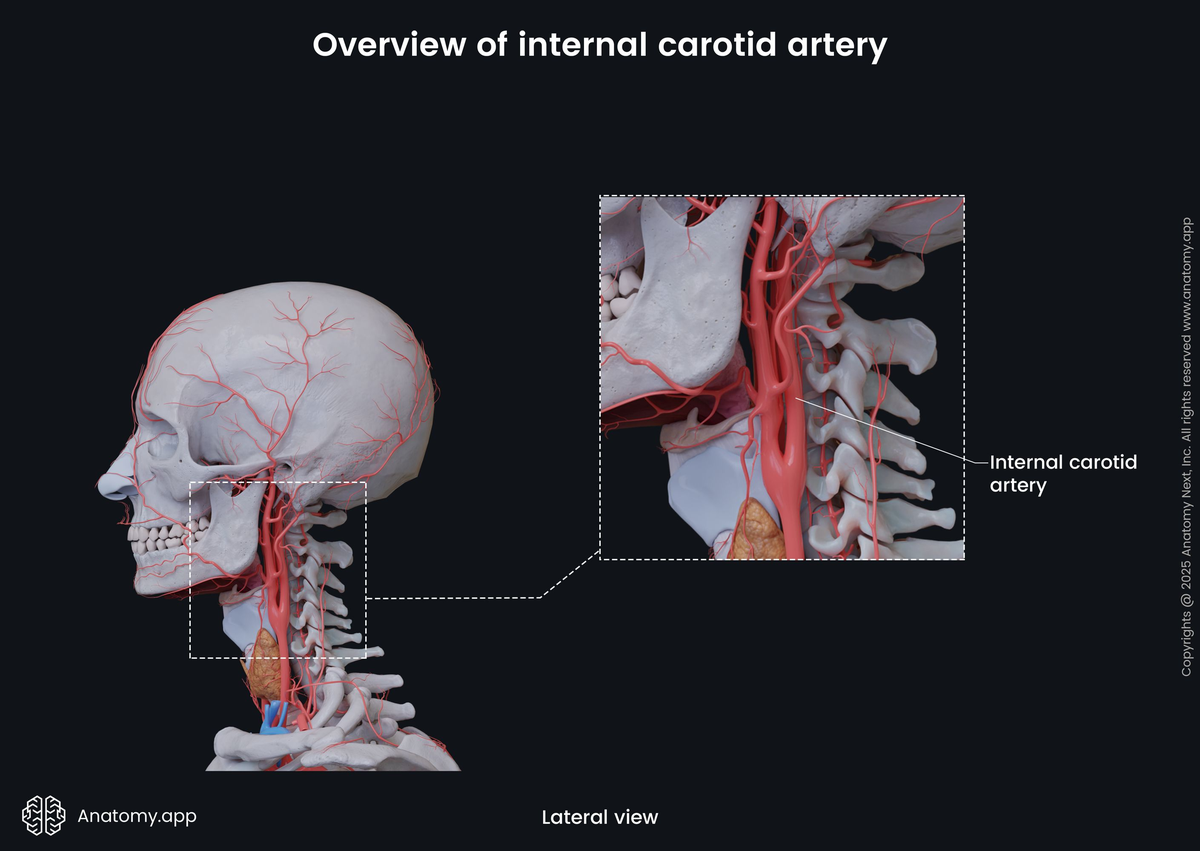 Overview of internal carotid artery
Internal carotid
artery
Copyrights @ 2025 Anatomy Next, Inc. All rights reserved www.anatomy.app
Anatomy.app
Lateral view